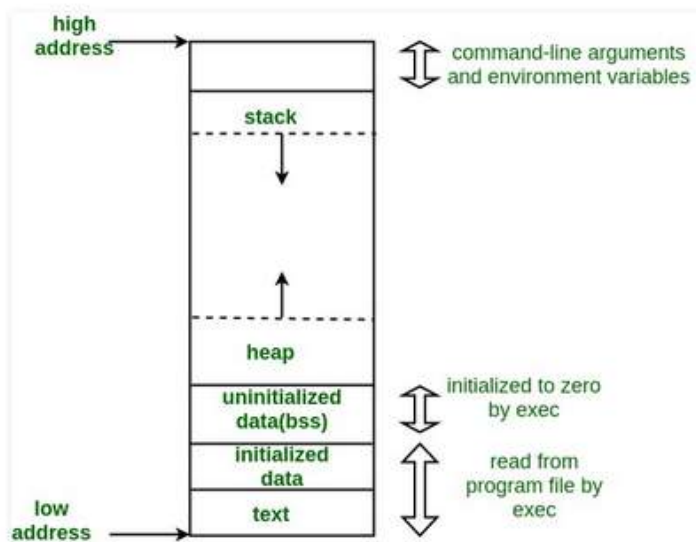 high
address
command-line arguments
and environment variables
stack
heap
uninitialized
data(bss)
initialized to zero
by exec
initialized
data
read from
program file by
exec
text
low
address